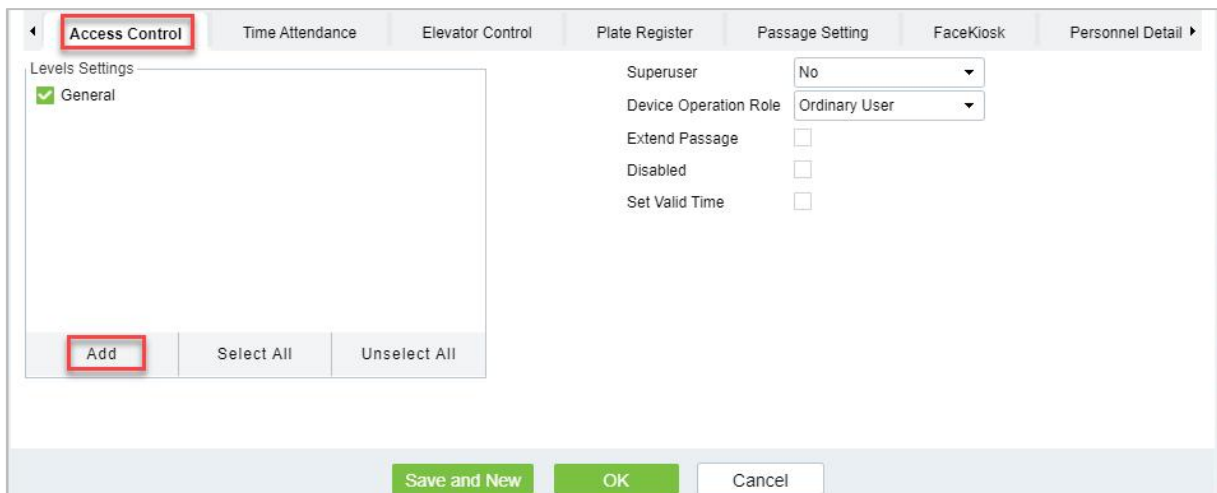 Access Control Time Attendance Elevator Control Plate Register Passage Setting FaceKiosk Personnel Detail
Levels Settings
General
Superuser No
Device Operation Role Ordinary User
Extend Passage
Disabled
Set Valid Time
Add Select All Unselect All
Save and New OK Cancel